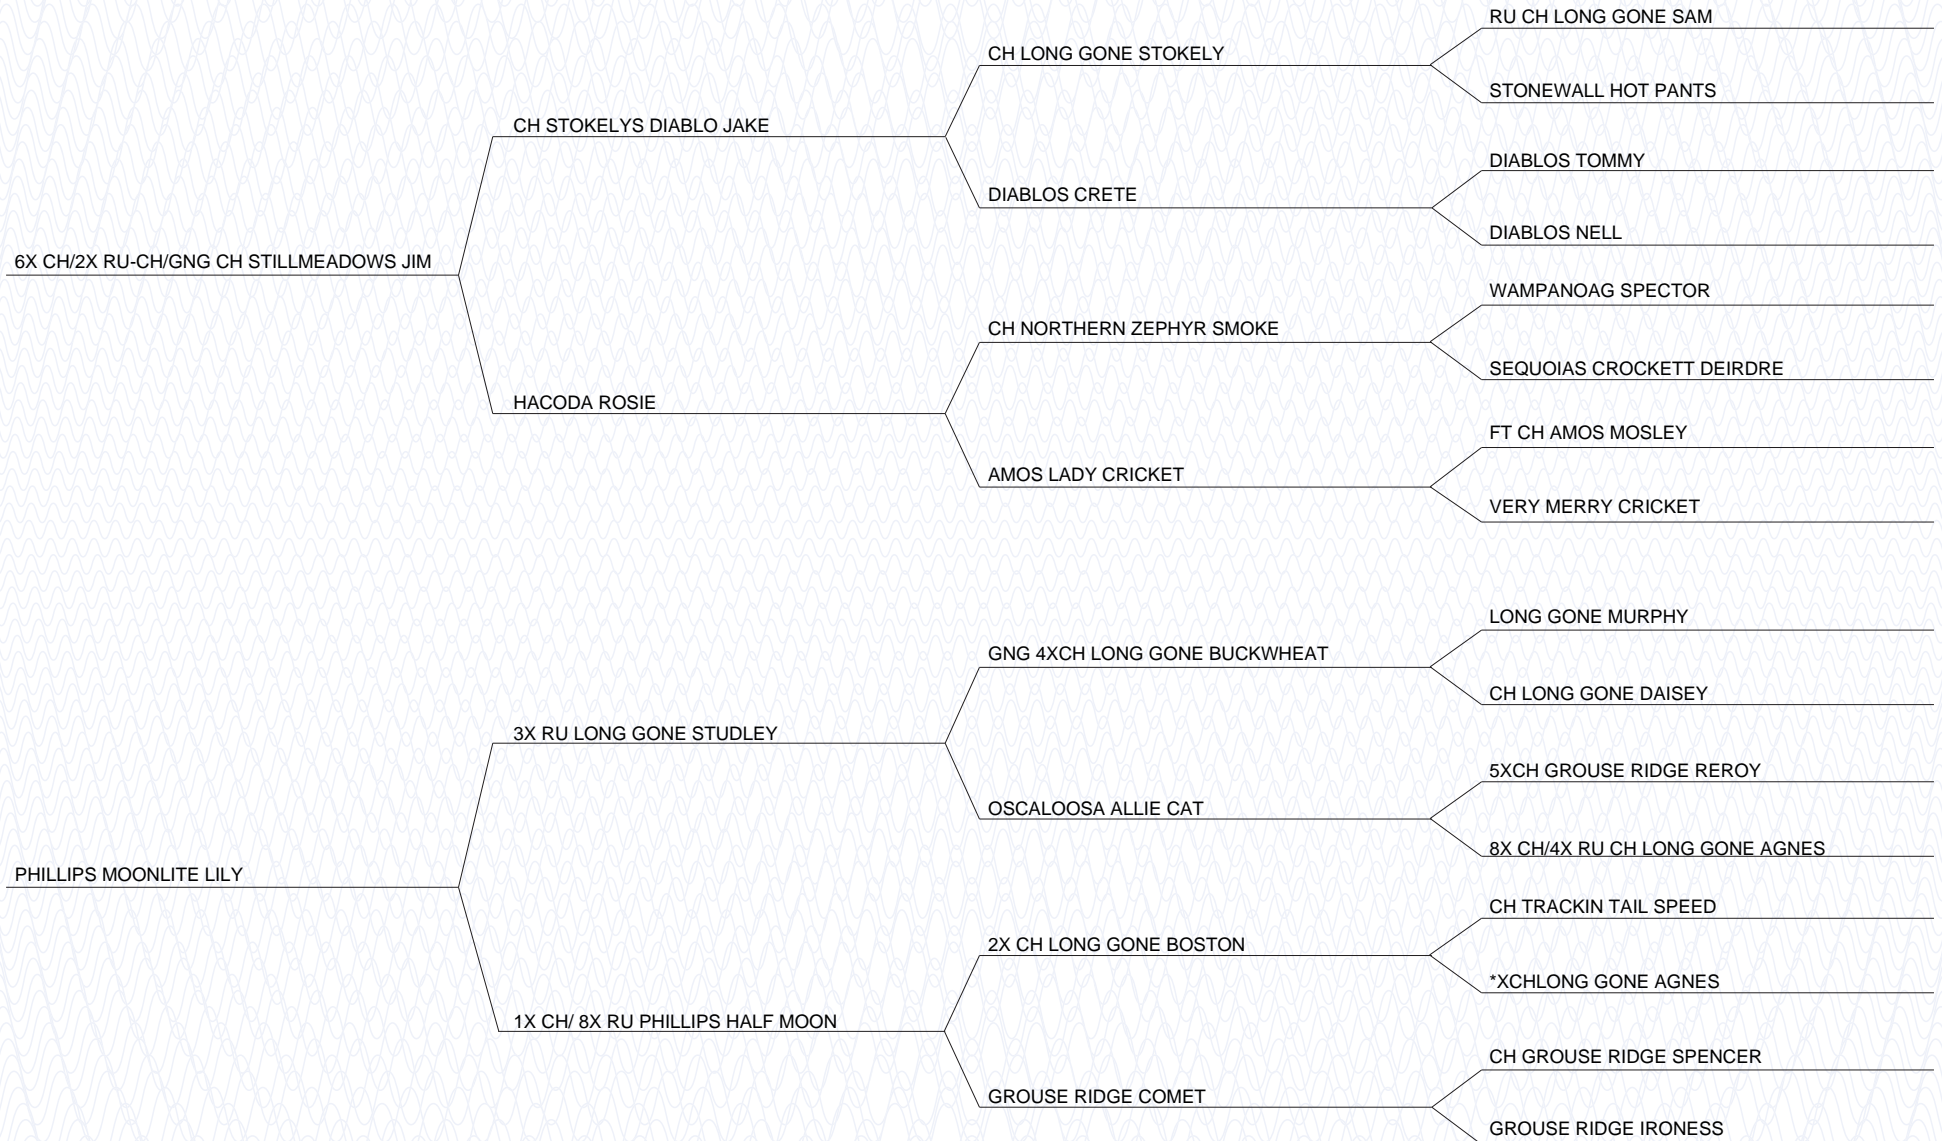 RU CH LONG GONE SAM
CH LONG GONE STOKELY
STONEWALL HOT PANTS
CH STOKELYS DIABLO JAKE
DIABLOS TOMMY
DIABLOS CRETE
DIABLOS NELL
6X CH/2X RU-CH/GNG CH STILLMEADOWS JIM
WAMPANOAG SPECTOR
CH NORTHERN ZEPHYR SMOKE
SEQUOIAS CROCKETT DEIRDRE
HACODA ROSIE
FT CH AMOS MOSLEY
AMOS LADY CRICKET
VERY MERRY CRICKET
LONG GONE MURPHY
GNG 4XCH LONG GONE BUCKWHEAT
CH LONG GONE DAISEY
3X RU LONG GONE STUDLEY
5XCH GROUSE RIDGE REROY
OSCALOOSA ALLIE CAT
8X CH/4X RU CH LONG GONE AGNES
PHILLIPS MOONLITE LILY
CH TRACKIN TAIL SPEED
2X CH LONG GONE BOSTON
*XCHLONG GONE AGNES
1X CH/ 8X RU PHILLIPS HALF MOON
CH GROUSE RIDGE SPENCER
GROUSE RIDGE COMET
GROUSE RIDGE IRONESS